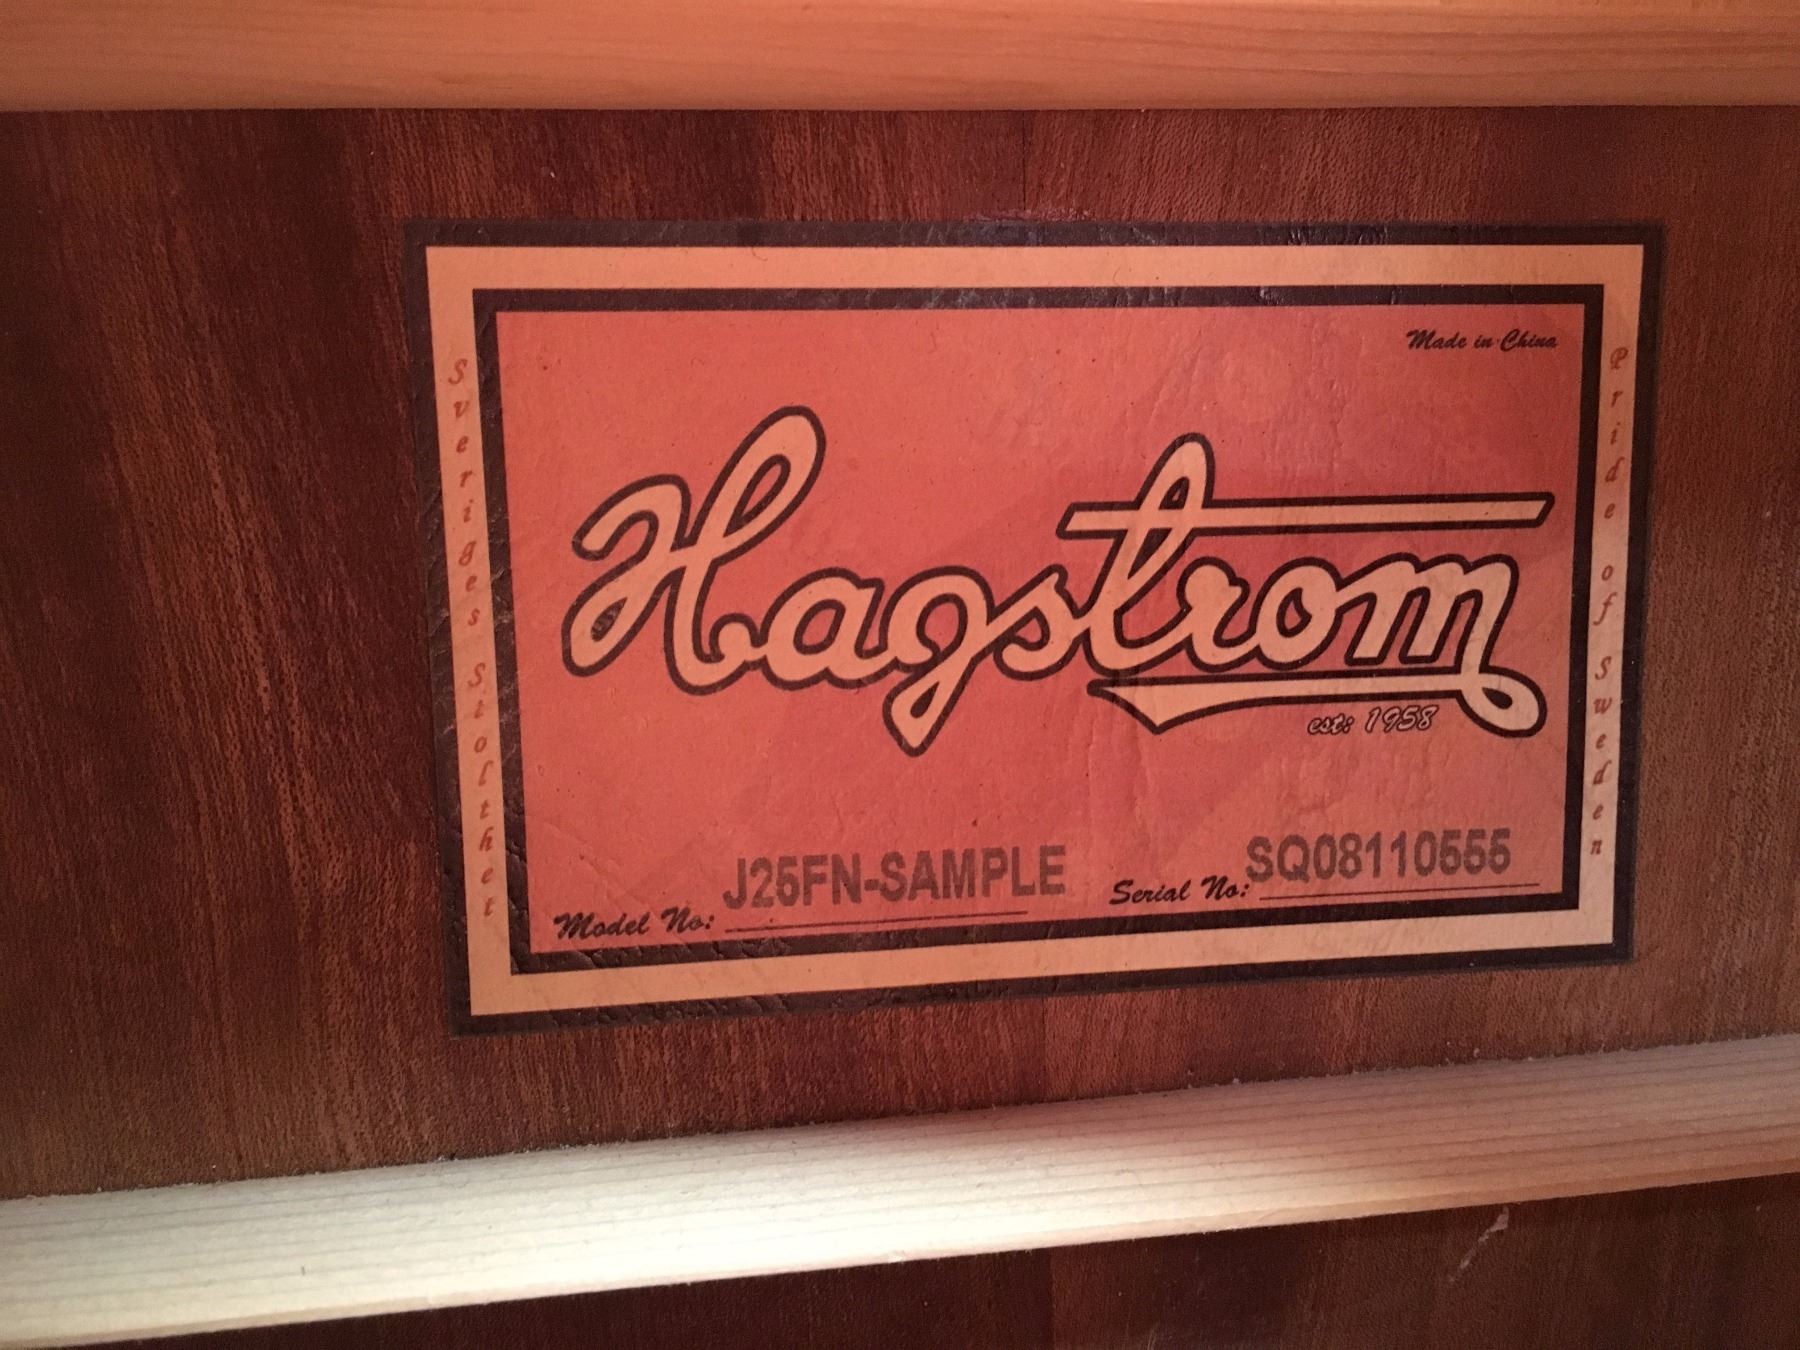 Made in China
Sveriges Stolthet
Hagstrom
est: 1958
Pride of Sweden
Model No: J25FN-SAMPLE
Serial No: SQ08110555